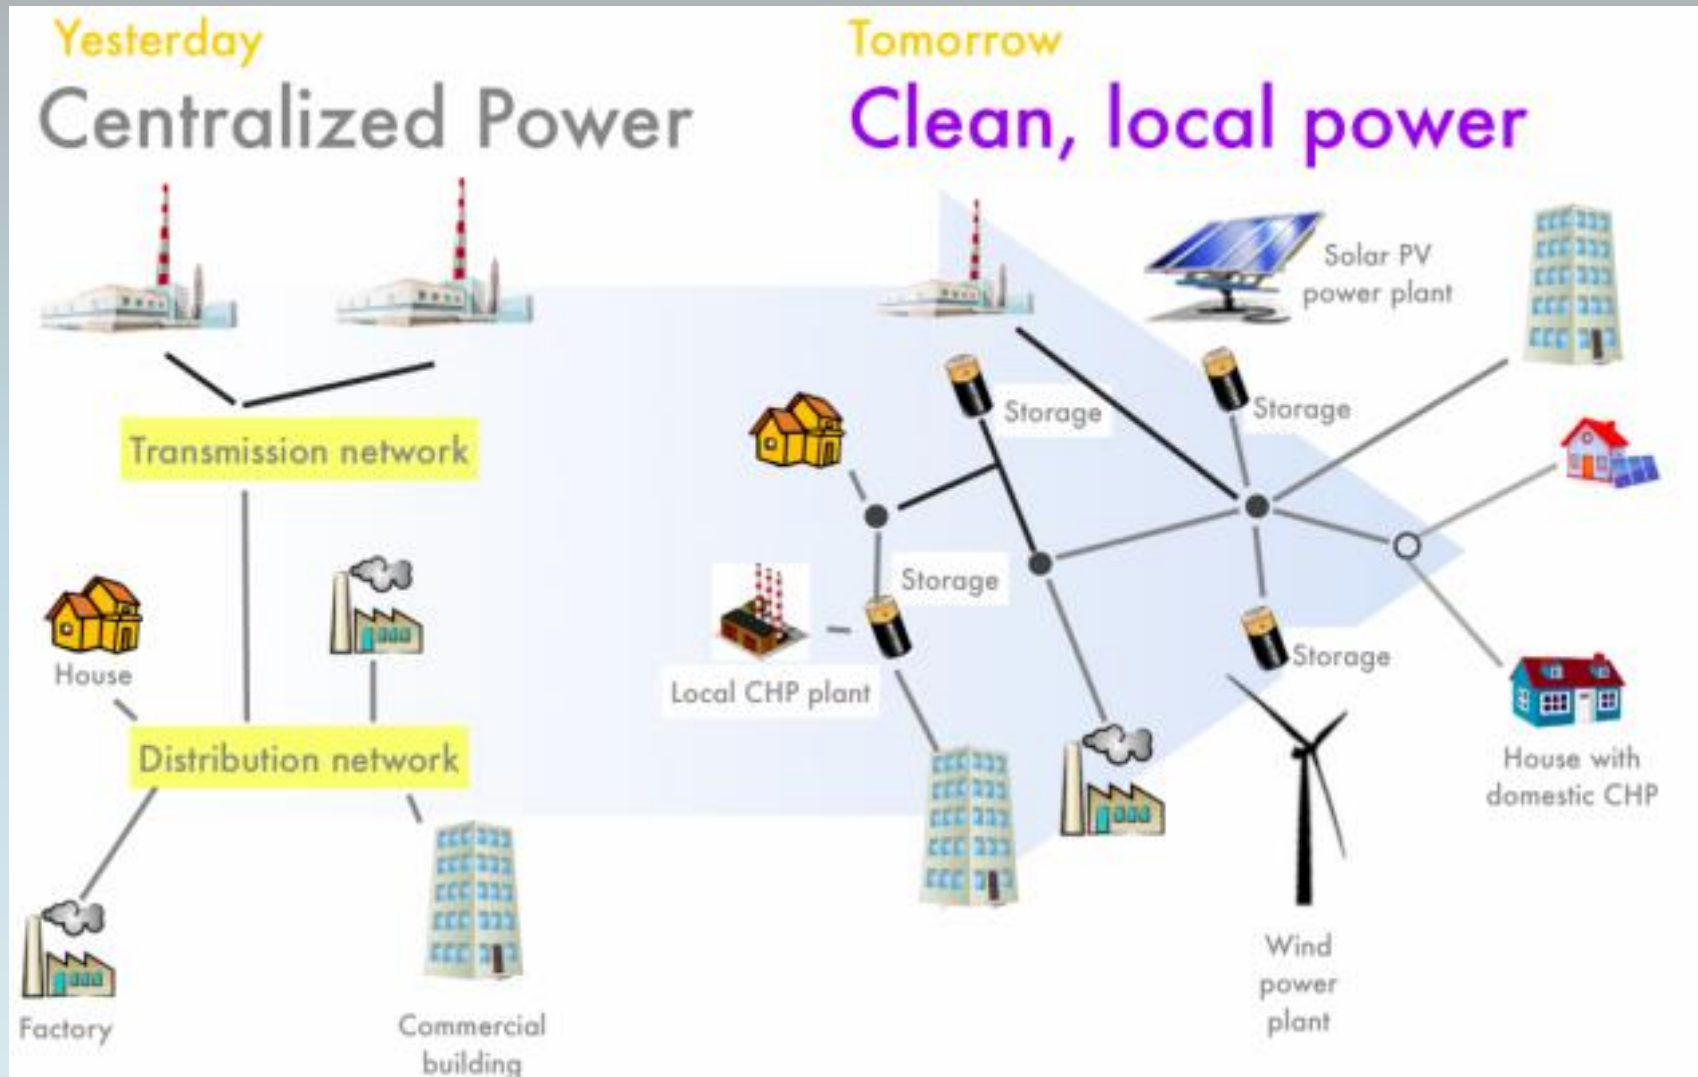 Yesterday
Centralized Power
Transmission network
House
Distribution network
Factory
Commercial
building
Tomorrow
Clean, local power
Solar PV
power plant
Storage
Storage
Storage
Local CHP plant
Storage
House with
domestic CHP
Wind
power
plant